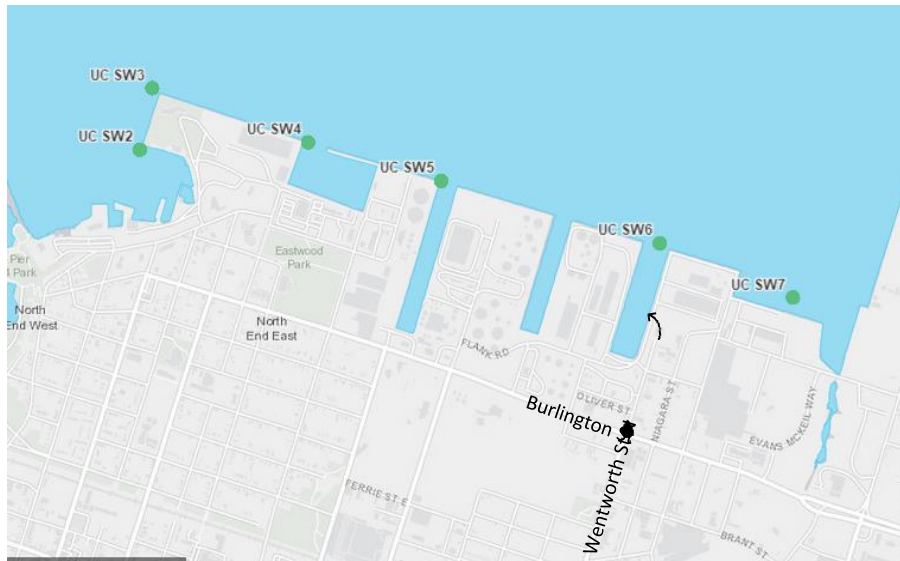 UC SW3
UC SW4
UC SW2
UC SW5
UC SW6
Eastwood
Park
Pier
4 Park
UC SW7
North
End West
North
End East
FLANK RD
OLIVER ST
NIAGARA ST
EVANS MCKEIL WAY
Burlington
Wentworth St
FERRIE ST E
BRANT ST